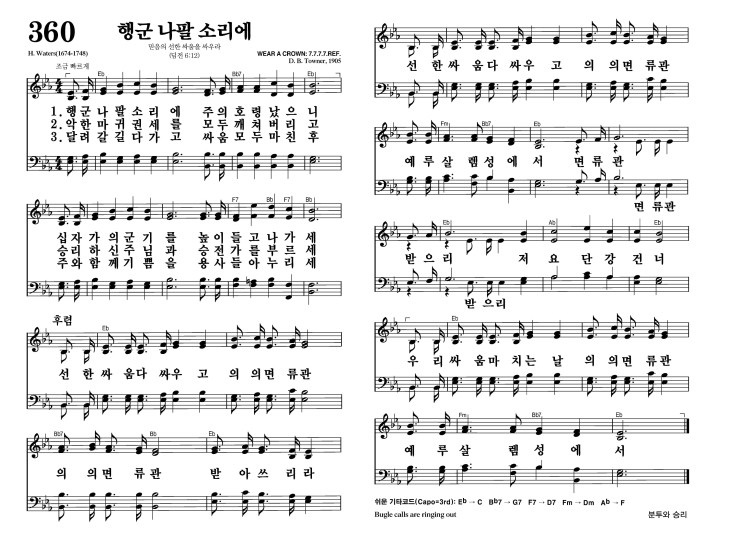 360 행군 나팔 소리에
믿음의 선한 싸움을 싸우라
H. Waters(1674-1748)
(딤전 6:12)
WEAR A CROWN: 7.7.7.7.REF.
D. B. Towner, 1905
조금 빠르게
Eb Bb7 Eb
1. 행군 나 팔 소 리 에 주 의 호 령 났 으 니
2. 악한 마 귀 권 세 를 모 두 깨 쳐 버 리 고
3. 달려 갈 길 다 가 고 싸 움 모 두 마 친 후
F7 Bb F7 Bb
십 자 가 의 군 기 를 높 이 들 고 나 가 세
승 리 하 신 주 님 과 승 전 가 를 부 르 세
주 와 함 께 기 쁨 을 용 사 들 아 누 리 세
후렴
Eb
선 한 싸 움 다 싸우 고 의 의 면 류 관
Bb7 Eb
의 의 면 류 관 받 아 쓰 리 라
선 한 싸 움 다 싸 우 고 의 의 면 류 관
Fm Bb7 Eb
예 루 살 렘 성 에 서 면 류 관
면 류 관
Eb Ab Eb
받 으 리 저 요 단 강 건 너
받 으 리
우 리 싸 움 마 치 는 날 의 의 면 류 관
Fm Bb7 Eb
예 루 살 렘 성 에 서
쉬운 기타코드(Capo=3rd): Eb → C Bb7 → G7 F7 → D7 Fm → Dm Ab → F
Bugle calls are ringing out
분투와 승리